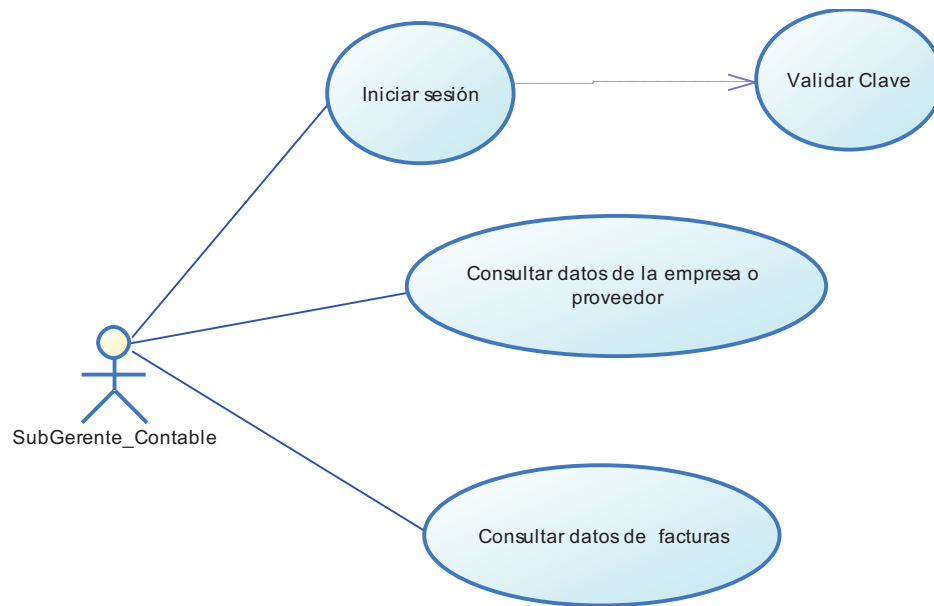 Iniciar sesión
Validar Clave
Consultar datos de la empresa o
proveedor
SubGerente_Contable
Consultar datos de facturas